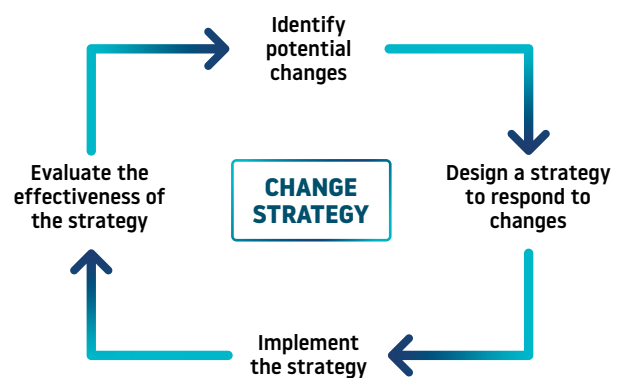 Identify
potential
changes
Design a strategy
to respond to
changes
Implement
the strategy
Evaluate the
effectiveness of
the strategy
CHANGE
STRATEGY